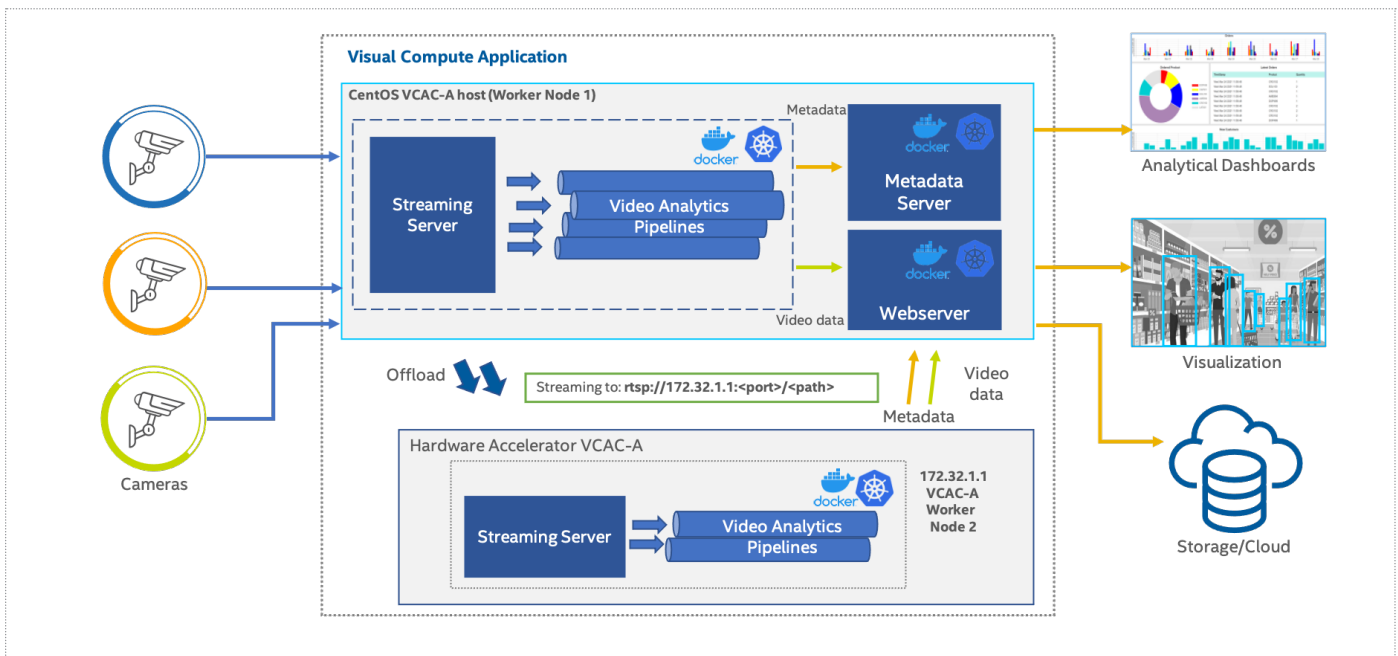 Visual Compute Application
CentOS VCAC-A host (Worker Node 1)
Metadata
docker
docker
Streaming
Server
Video Analytics
Pipelines
Metadata
Server
docker
Webserver
Video data
Analytical Dashboards
Visualization
Storage/Cloud
Cameras
Offload
Streaming to: rtsp://172.32.1.1:<port>/<path>
Video
data
Metadata
Hardware Accelerator VCAC-A
docker
172.32.1.1
VCAC-A
Worker
Node 2
Streaming Server
Video Analytics
Pipelines
%